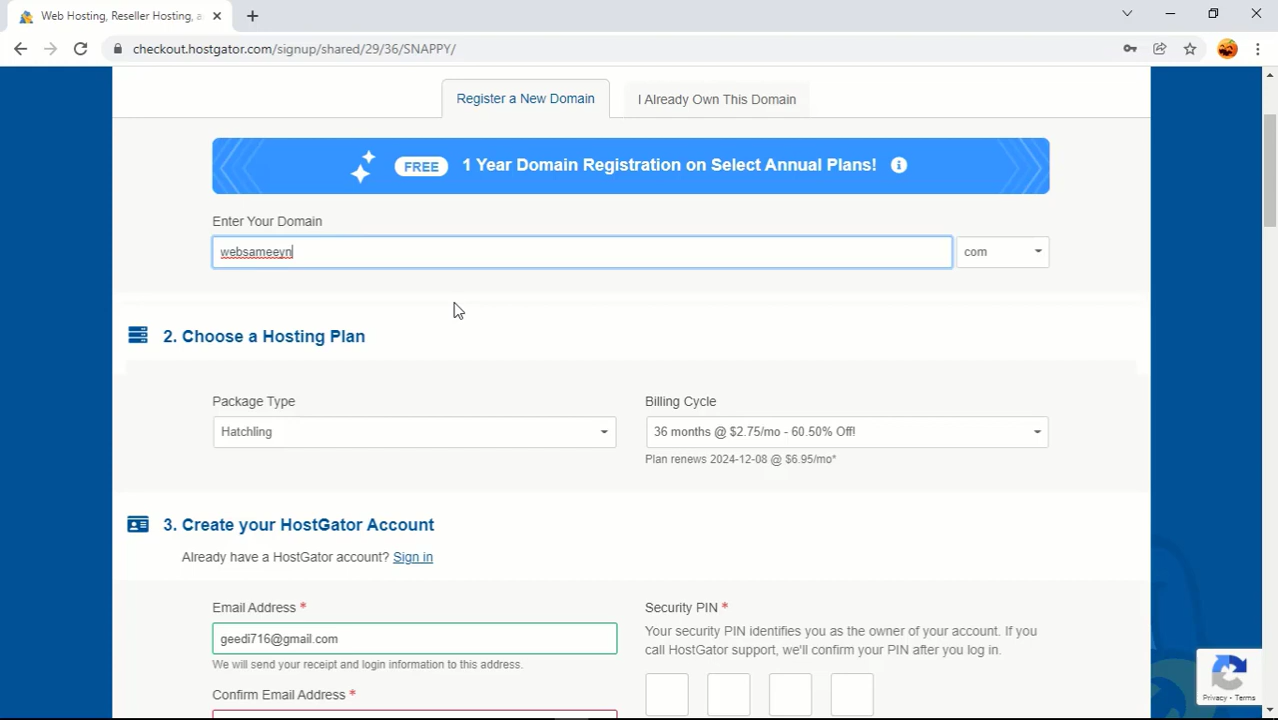 Web Hosting, Reseller Hosting, a
checkout.hostgator.com/signup/shared/29/36/SNAPPY/
Register a New Domain
I Already Own This Domain
FREE 1 Year Domain Registration on Select Annual Plans!
Enter Your Domain
websameeyn
com
2. Choose a Hosting Plan
Package Type
Billing Cycle
Hatchling
36 months @ $2.75/mo - 60.50% Off!
Plan renews 2024-12-08 @ $6.95/mo*
3. Create your HostGator Account
Already have a HostGator account? Sign in
Email Address *
Security PIN *
geedi716@gmail.com
Your security PIN identifies you as the owner of your account. If you
call HostGator support, we'll confirm your PIN after you log in.
We will send your receipt and login information to this address.
Confirm Email Address *
Privacy - Terms